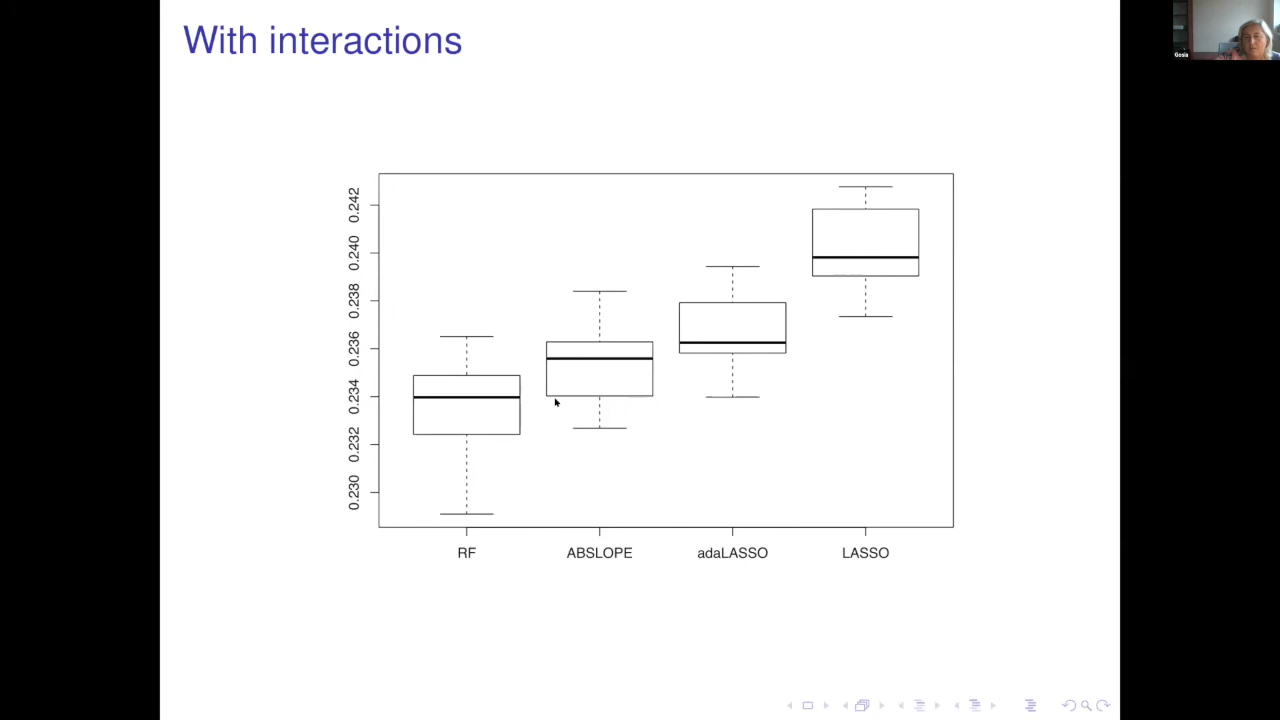 With interactions
Gosia
0.242
0.240
0.238
0.236
0.234
0.232
0.230
RF ABSLOPE adaLASSO LASSO